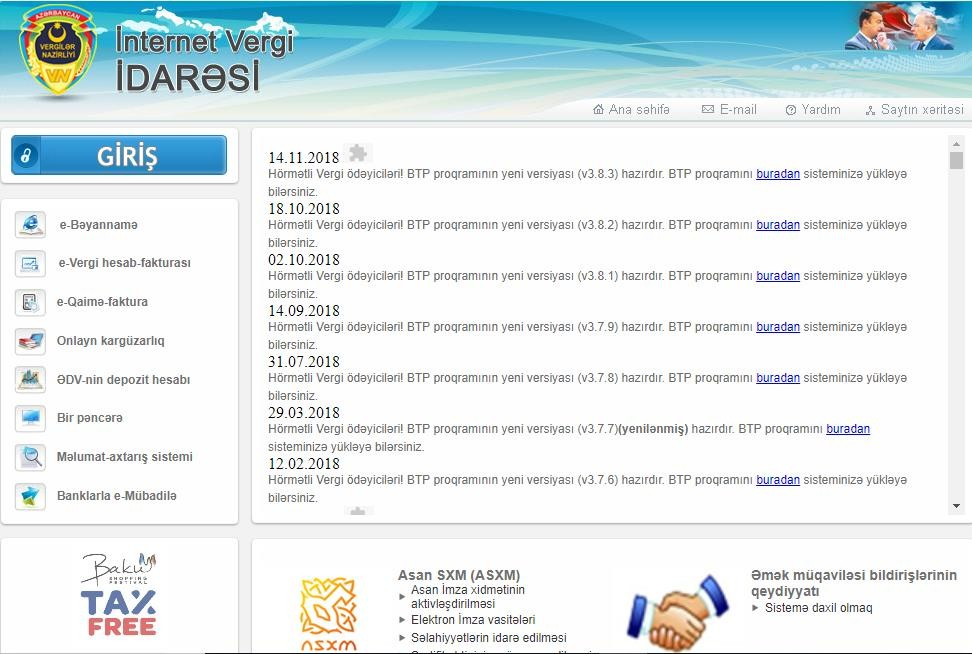 AZƏRBAYCAN
VERGİLƏR
NAZİRLİYİ
VN
İnternet Vergi
İDARƏSİ
Ana səhifə
E-mail
Yardım
Saytın xəritəsi
GİRİŞ
e-Bəyannamə
e-Vergi hesab-fakturası
e-Qaimə-faktura
Onlayn kargüzarlıq
ƏDV-nin depozit hesabı
Bir pəncərə
Məlumat-axtarış sistemi
Banklarla e-Mübadilə
14.11.2018
Hörmətli Vergi ödəyiciləri! BTP proqramının yeni versiyası (v3.8.3) hazırdır. BTP proqramını buradan sisteminizə yükləyə
bilərsiniz.
18.10.2018
Hörmətli Vergi ödəyiciləri! BTP proqramının yeni versiyası (v3.8.2) hazırdır. BTP proqramını buradan sisteminizə yükləyə
bilərsiniz.
02.10.2018
Hörmətli Vergi ödəyiciləri! BTP proqramının yeni versiyası (v3.8.1) hazırdır. BTP proqramını buradan sisteminizə yükləyə
bilərsiniz.
14.09.2018
Hörmətli Vergi ödəyiciləri! BTP proqramının yeni versiyası (v3.7.9) hazırdır. BTP proqramını buradan sisteminizə yükləyə
bilərsiniz.
31.07.2018
Hörmətli Vergi ödəyiciləri! BTP proqramının yeni versiyası (v3.7.8) hazırdır. BTP proqramını buradan sisteminizə yükləyə
bilərsiniz.
29.03.2018
Hörmətli Vergi ödəyiciləri! BTP proqramının yeni versiyası (v3.7.7)(yenilənmiş) hazırdır. BTP proqramını buradan
sisteminizə yükləyə bilərsiniz.
12.02.2018
Hörmətli Vergi ödəyiciləri! BTP proqramının yeni versiyası (v3.7.6) hazırdır. BTP proqramını buradan sisteminizə yükləyə
bilərsiniz.
Baku
SHOPPING
FESTIVAL
TAX
FREE
ASXM
Asan SXM (ASXM)
Asan İmza xidmətinin
aktivləşdirilməsi
Elektron İmza vasitələri
Səlahiyyətlərin idarə edilməsi
Əmək müqaviləsi bildirişlərinin
qeydiyyatı
Sistemə daxil olmaq